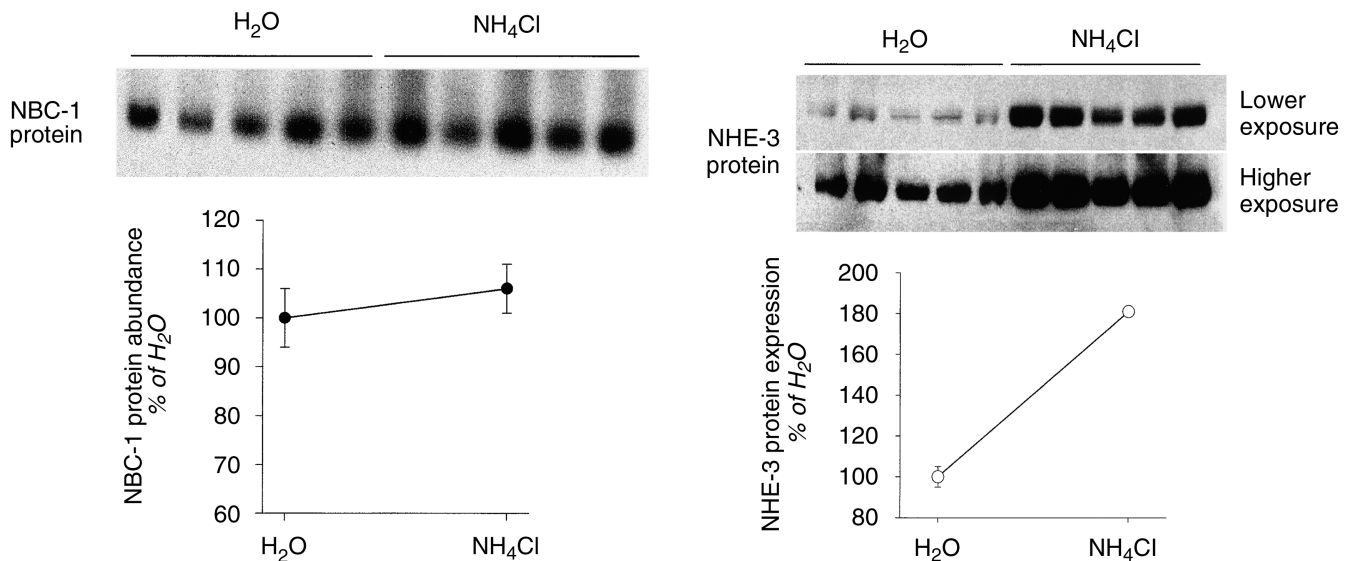 H₂O NH₄Cl
NBC-1
protein
120
110
100
90
80
70
60
NBC-1 protein abundance
% of H₂O
H₂O NH₄Cl
H₂O NH₄Cl
NHE-3
protein
Lower
exposure
Higher
exposure
200
180
160
140
120
100
80
NHE-3 protein expression
% of H₂O
H₂O NH₄Cl